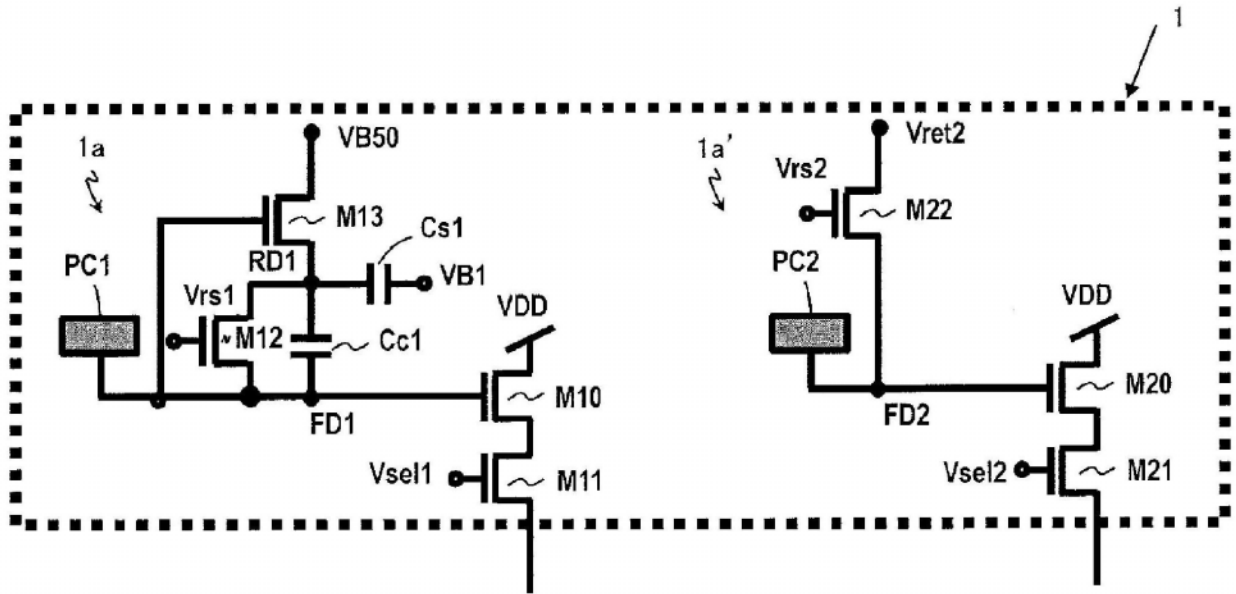 1
1a
VB50
M13
Cs1
RD1
VB1
PC1
Vrs1
M12
Cc1
VDD
M10
FD1
Vsel1
M11
1a'
Vret2
Vrs2
M22
PC2
VDD
M20
FD2
Vsel2
M21